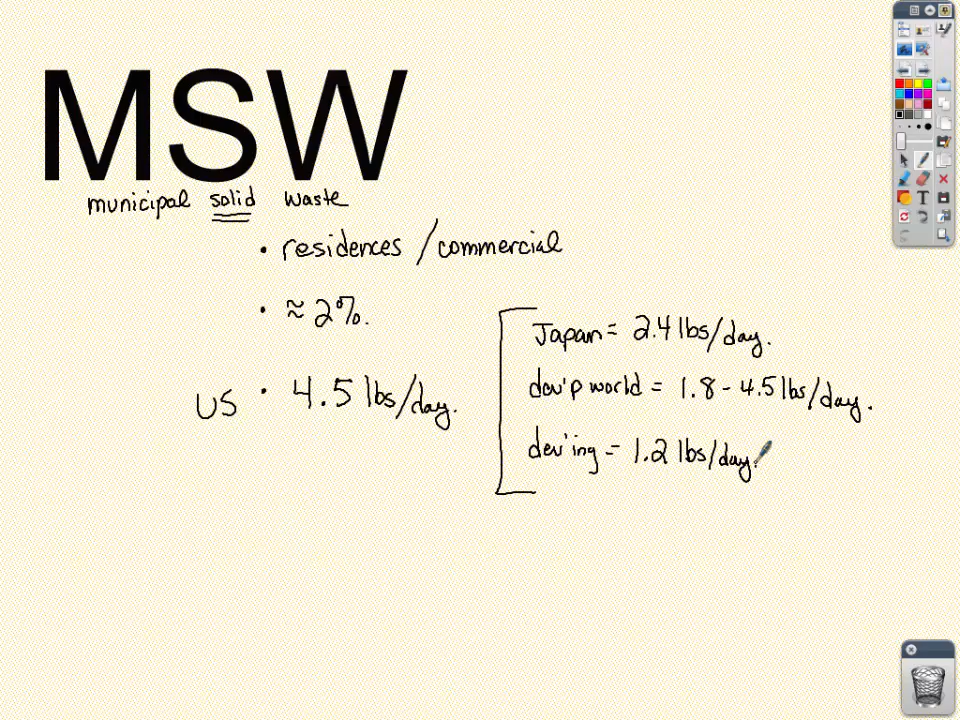 MSW
municipal solid waste
• residences / commercial
• ≈ 2%.
US • 4.5 lbs/day.
Japan = 2.4 lbs/day.
dev'p world = 1.8 - 4.5 lbs/day.
dev'ing = 1.2 lbs/day.